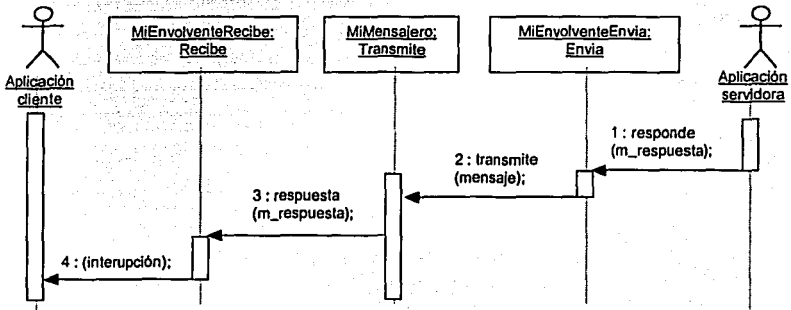 MiEnvolventeRecibe:
Recibe
MiMensajero:
Transmite
MiEnvolventeEnvia:
Envia
Aplicación
cliente
Aplicación
servidora
1 : responde
(m_respuesta);
2 : transmite
(mensaje);
3 : respuesta
(m_respuesta);
4 : (interupción);